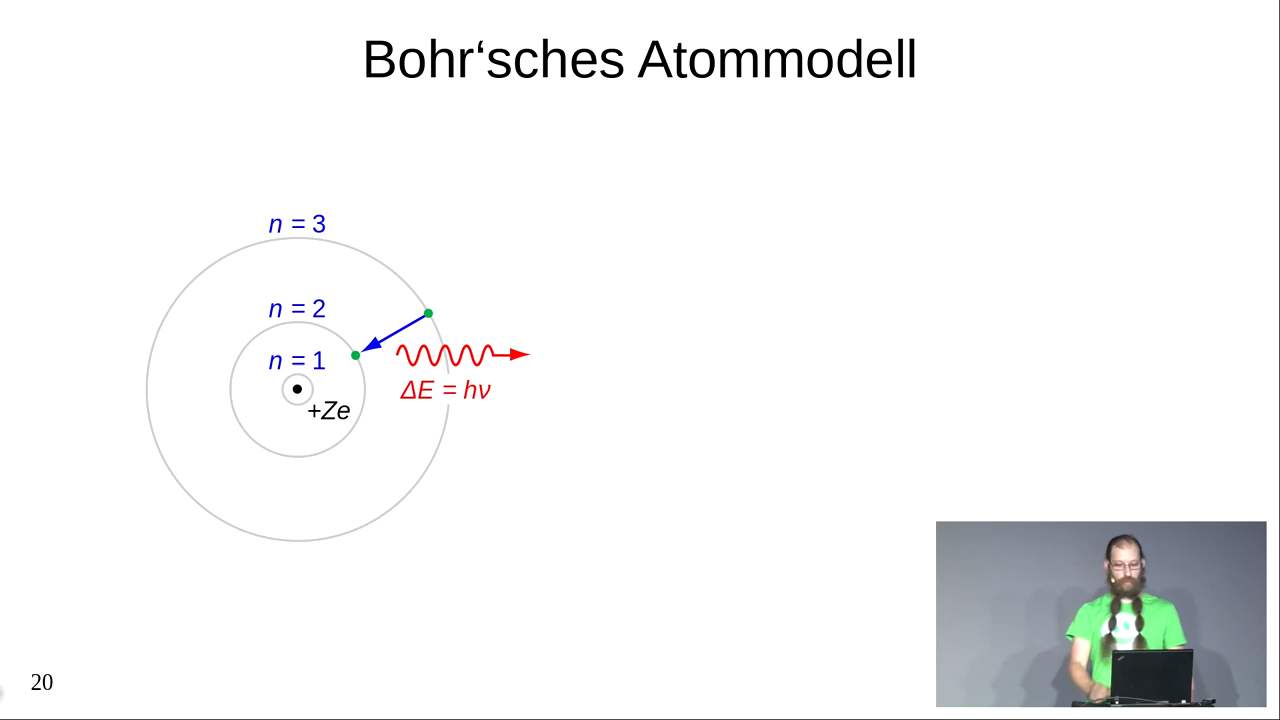 Bohr‘sches Atommodell
n = 3
n = 2
n = 1
+Ze
ΔE = hν
20